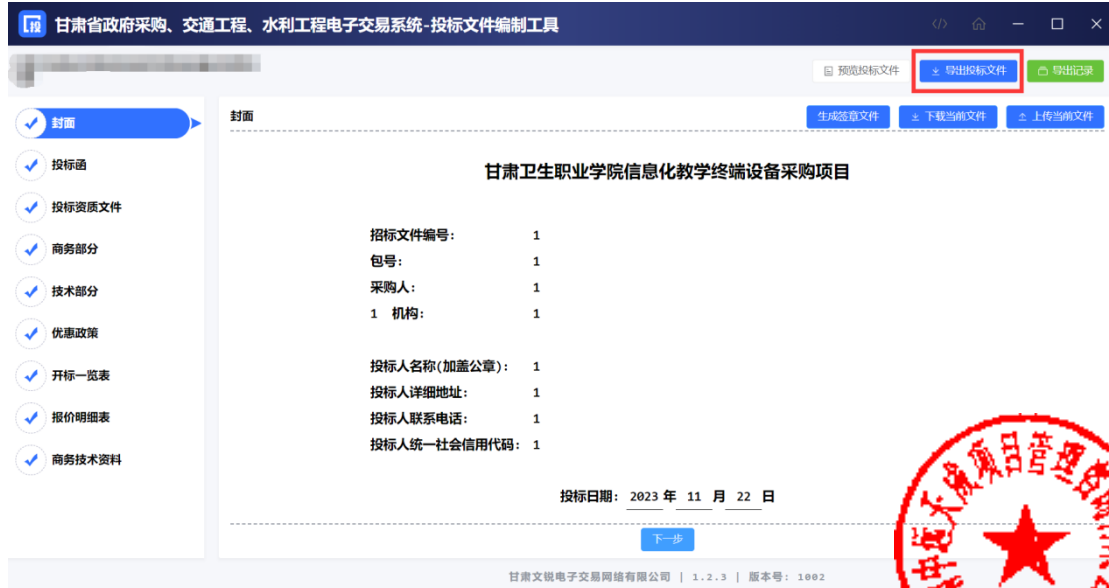 投 甘肃省政府采购、交通工程、水利工程电子交易系统-投标文件编制工具
预览投标文件 导出投标文件 导出记录
封面
投标函
投标资质文件
商务部分
技术部分
优惠政策
开标一览表
报价明细表
商务技术资料
封面 生成签章文件 下载当前文件 上传当前文件
甘肃卫生职业学院信息化教学终端设备采购项目
招标文件编号: 1
包号: 1
采购人: 1
1 机构: 1
投标人名称(加盖公章): 1
投标人详细地址: 1
投标人联系电话: 1
投标人统一社会信用代码: 1
投标日期: 2023 年 11 月 22 日
下一步
甘肃文锐电子交易网络有限公司 | 1.2.3 | 版本号: 1002
项目管理